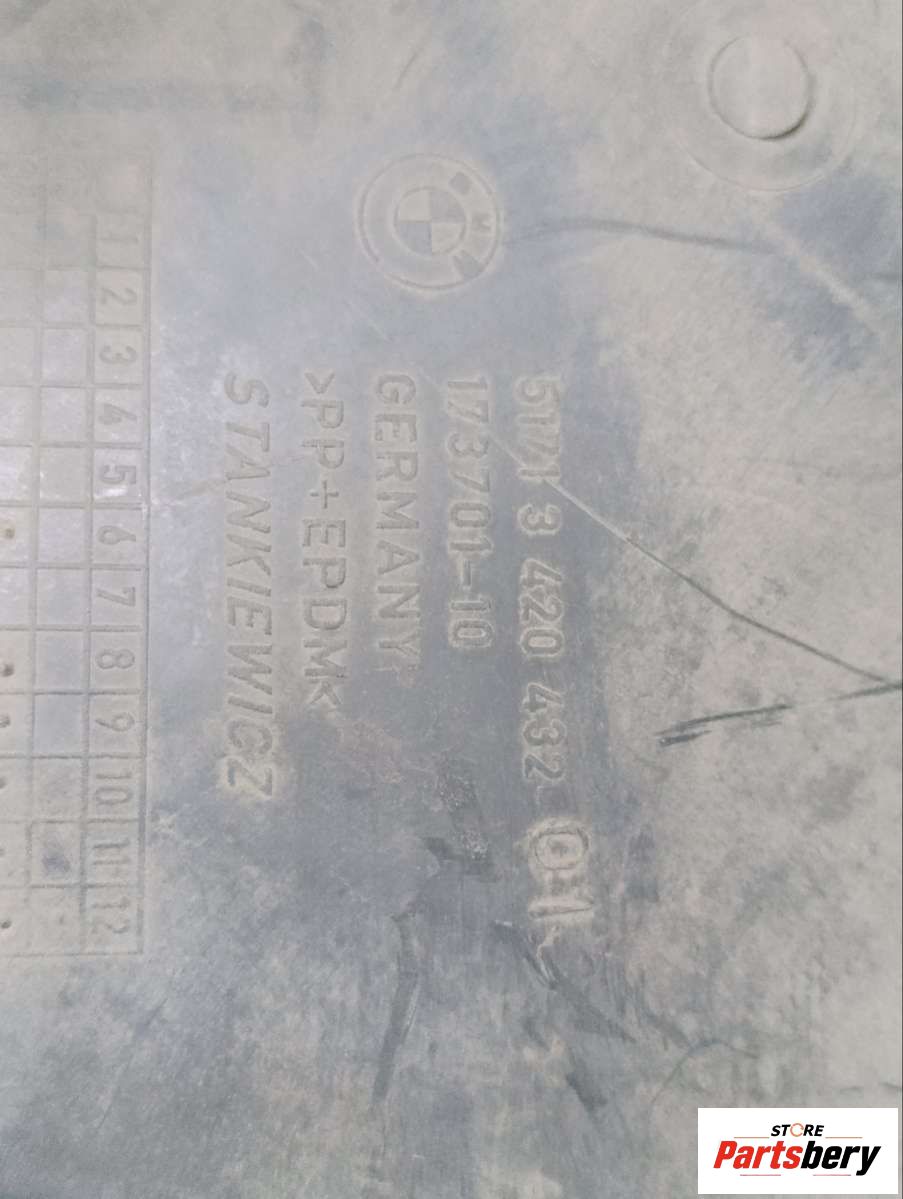 BMW
5171 3 420 432 01
173701-10
GERMANY
>PP+EPDM<
STANKIEWICZ
1 2 3 4 5 6 7 8 9 10 11 12
STORE
Partsbery